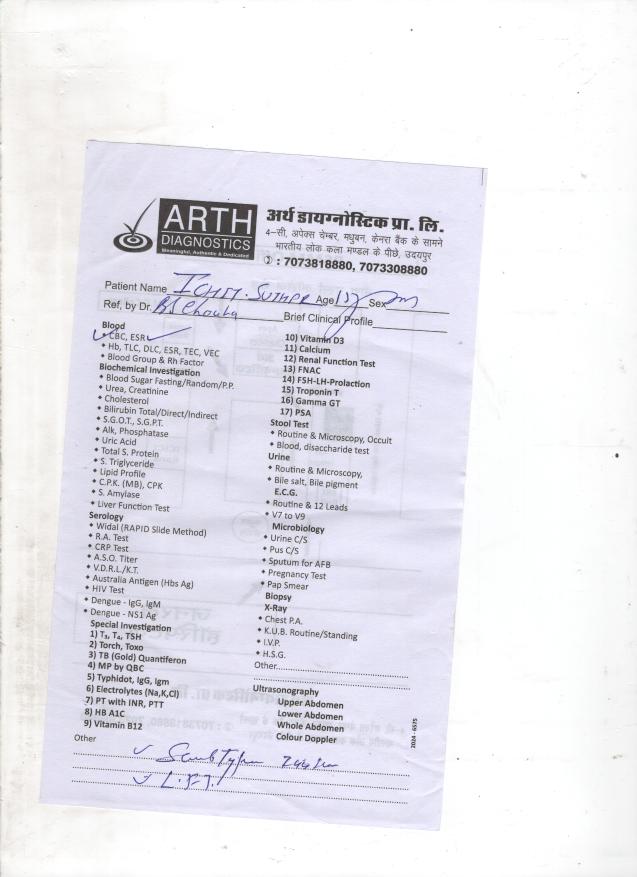 ARTH
DIAGNOSTICS
Meaningful, Authentic & Dedicated
अर्थ डायग्नोस्टिक प्रा. लि.
4-सी, अपेक्स चेम्बर, मधुबन, केनरा बैंक के सामने
भारतीय लोक कला मण्डल के पीछे, उदयपुर
: 7073818880, 7073308880
Patient Name SUTHAR Age Sex m
Ref, by Dr. Brief Clinical Profile
Blood
CBC, ESR
Hb, TLC, DLC, ESR, TEC, VEC
Blood Group & Rh Factor
Biochemical Investigation
Blood Sugar Fasting/Random/P.P.
Urea, Creatinine
Cholesterol
Bilirubin Total/Direct/Indirect
S.G.O.T., S.G.P.T.
Alk, Phosphatase
Uric Acid
Total S. Protein
S. Triglyceride
Lipid Profile
C.P.K. (MB), CPK
S. Amylase
Liver Function Test
Serology
Widal (RAPID Slide Method)
R.A. Test
CRP Test
A.S.O. Titer
V.D.R.L./K.T.
Australia Antigen (Hbs Ag)
HIV Test
Dengue - IgG, IgM
Dengue - NS1 Ag
Special Investigation
1) T₃, T₄, TSH
2) Torch, Toxo
3) TB (Gold) Quantiferon
4) MP by QBC
5) Typhidot, IgG, Igm
6) Electrolytes (Na,K,Cl)
7) PT with INR, PTT
8) HB A1C
9) Vitamin B12
10) Vitamin D3
11) Calcium
12) Renal Function Test
13) FNAC
14) FSH-LH-Prolaction
15) Troponin T
16) Gamma GT
17) PSA
Stool Test
Routine & Microscopy, Occult
Blood, disaccharide test
Urine
Routine & Microscopy,
Bile salt, Bile pigment
E.C.G.
Routine & 12 Leads
V7 to V9
Microbiology
Urine C/S
Pus C/S
Sputum for AFB
Pregnancy Test
Pap Smear
Biopsy
X-Ray
Chest P.A.
K.U.B. Routine/Standing
I.V.P.
H.S.G.
Other
Ultrasonography
Upper Abdomen
Lower Abdomen
Whole Abdomen
Colour Doppler
2024 - 6575
Other
L.F.T.